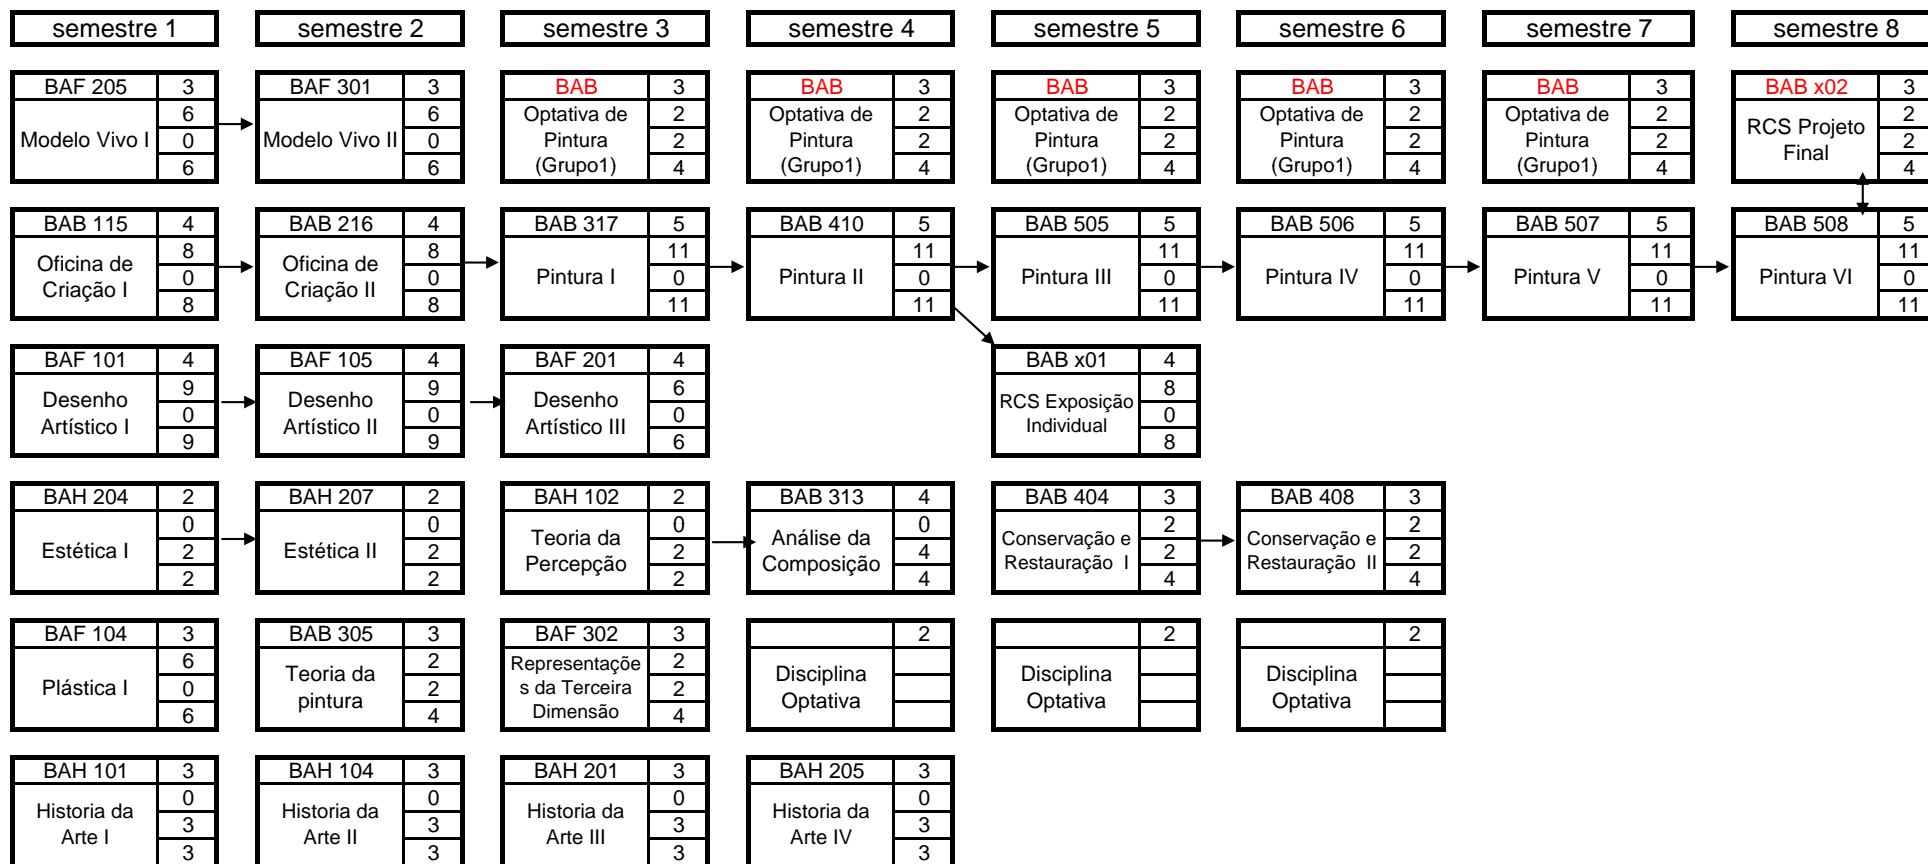 semestre 1 semestre 2 semestre 3 semestre 4 semestre 5 semestre 6 semestre 7 semestre 8
BAF 205 3 BAF 301 3 BAB 3 BAB 3 BAB 3 BAB 3 BAB 3 BAB x02 3
Modelo Vivo I
6
0
6
Modelo Vivo II
6
0
6
Optativa de
Pintura
(Grupo1)
2
2
4
Optativa de
Pintura
(Grupo1)
2
2
4
Optativa de
Pintura
(Grupo1)
2
2
4
Optativa de
Pintura
(Grupo1)
2
2
4
Optativa de
Pintura
(Grupo1)
2
2
4
RCS Projeto
Final
2
2
4
BAB 115 4 BAB 216 4 BAB 317 5 BAB 410 5 BAB 505 5 BAB 506 5 BAB 507 5 BAB 508 5
Oficina de
Criação I
8
0
8
Oficina de
Criação II
8
0
8
Pintura I
11
0
11
Pintura II
11
0
11
Pintura III
11
0
11
Pintura IV
11
0
11
Pintura V
11
0
11
Pintura VI
11
0
11
BAF 101 4 BAF 105 4 BAF 201 4 BAB x01 4
Desenho
Artístico I
9
0
9
Desenho
Artístico II
9
0
9
Desenho
Artístico III
6
0
6
RCS Exposição
Individual
8
0
8
BAH 204 2 BAH 207 2 BAH 102 2 BAB 313 4 BAB 404 3 BAB 408 3
Estética I
0
2
2
Estética II
0
2
2
Teoria da
Percepção
0
2
2
Análise da
Composição
0
4
4
Conservação e
Restauração I
2
2
4
Conservação e
Restauração II
2
2
4
BAF 104 3 BAB 305 3 BAF 302 3 2 2 2
Plástica I
6
0
6
Teoria da
pintura
2
2
4
Representaçõe
s da Terceira
Dimensão
2
2
4
Disciplina
Optativa
Disciplina
Optativa
Disciplina
Optativa
BAH 101 3 BAH 104 3 BAH 201 3 BAH 205 3
Historia da
Arte I
0
3
3
Historia da
Arte II
0
3
3
Historia da
Arte III
0
3
3
Historia da
Arte IV
0
3
3